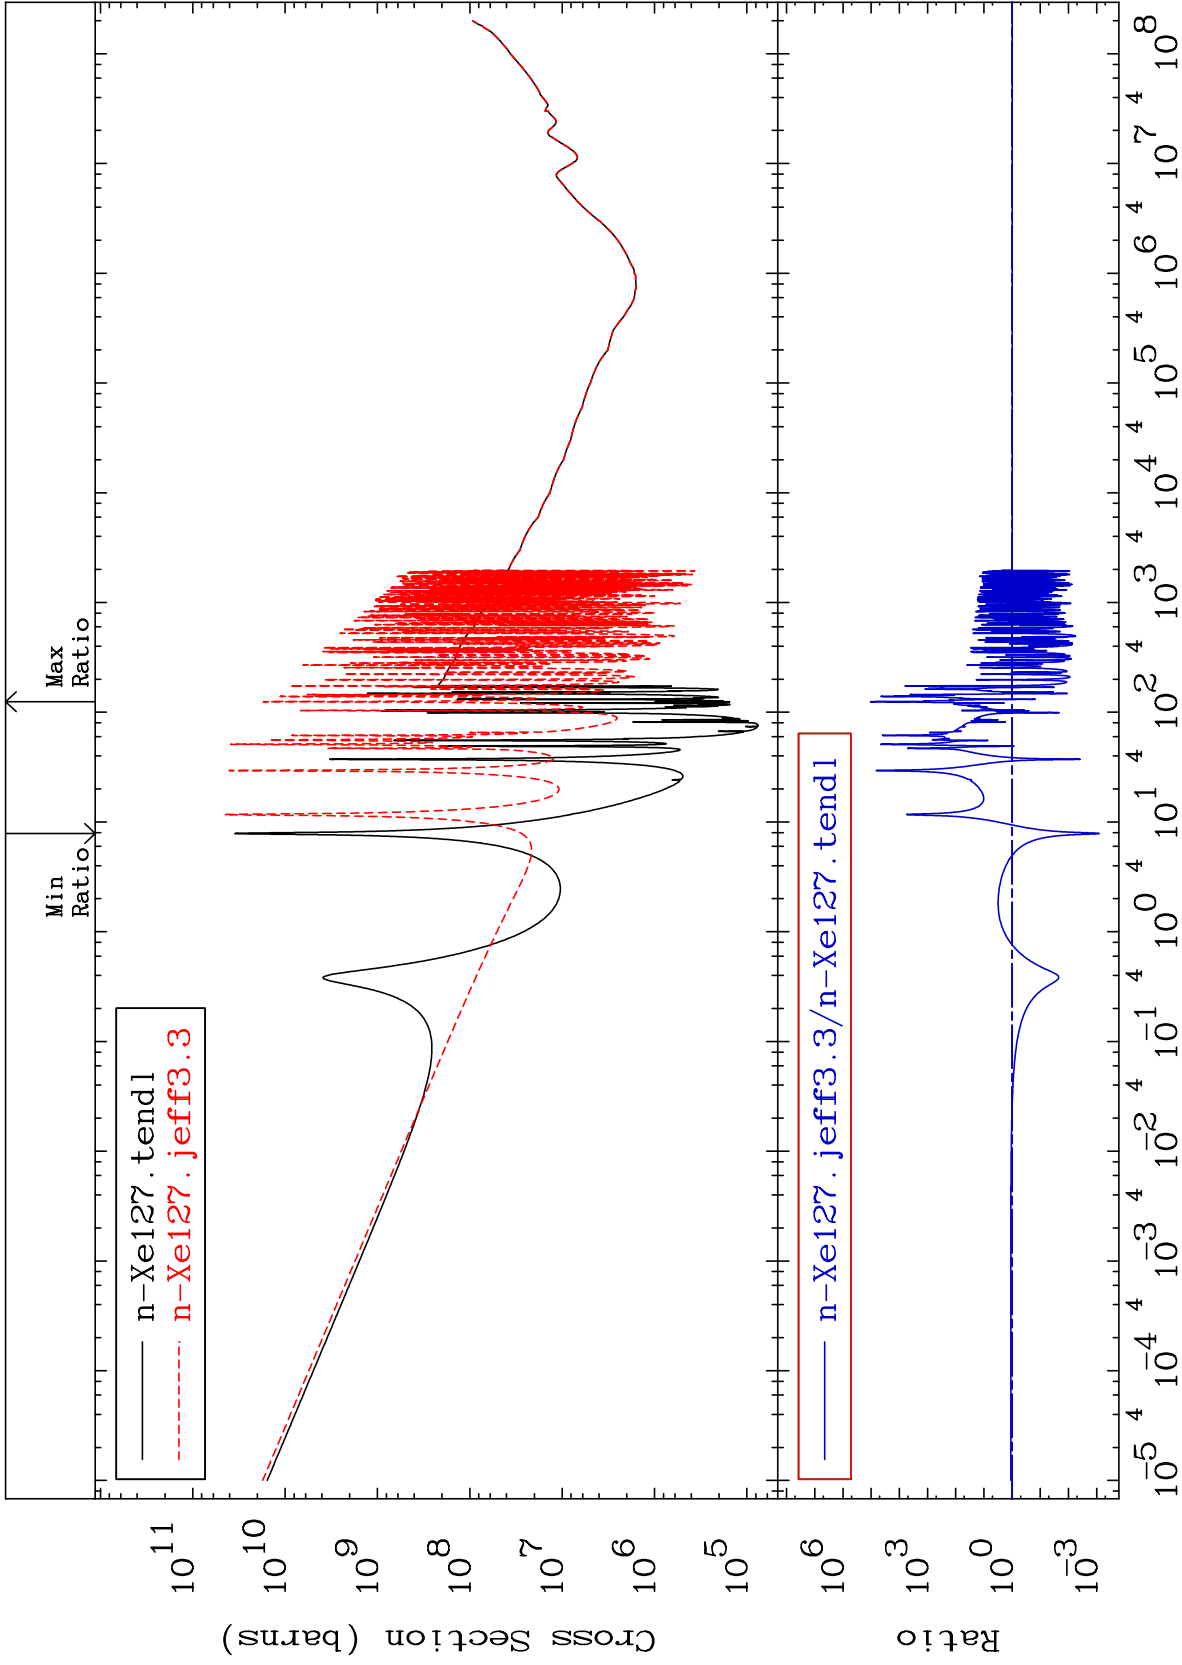 Min
Ratio
Max
Ratio
n-Xe127.tendl
n-Xe127.jeff3.3
Cross Section (barns)
10^11
10^10
10^9
10^8
10^7
10^6
10^5
n-Xe127.jeff3.3/n-Xe127.tendl
Ratio
10^6
10^3
10^0
10^-3
10^-5 4 10^-4 4 10^-3 4 10^-2 4 10^-1 4 10^0 4 10^1 4 10^2 4 10^3 4 10^4 4 10^5 4 10^6 4 10^7 4 10^8